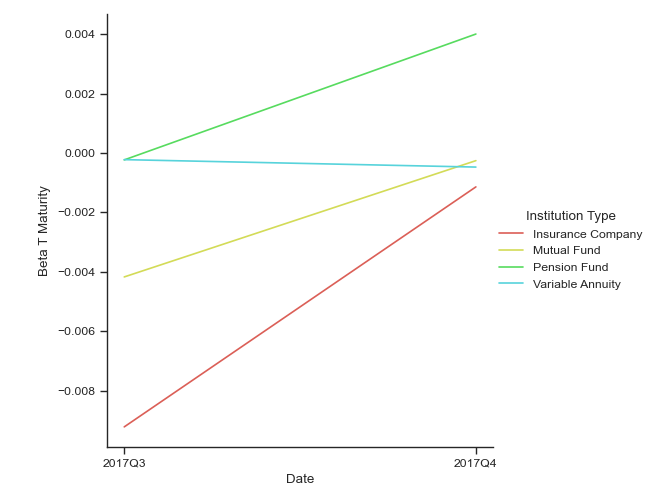 0.004
0.002
0.000
−0.002
−0.004
−0.006
−0.008
Beta T Maturity
2017Q3
2017Q4
Date
Institution Type
Insurance Company
Mutual Fund
Pension Fund
Variable Annuity